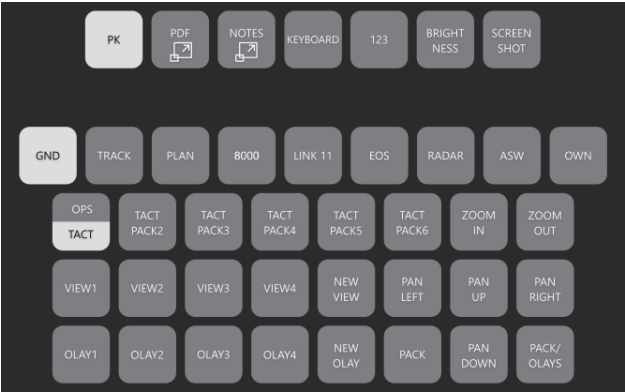 PK
PDF
NOTES
KEYBOARD
123
BRIGHT
NESS
SCREEN
SHOT
GND
TRACK
PLAN
8000
LINK 11
EOS
RADAR
ASW
OWN
OPS
TACT
TACT
PACK2
TACT
PACK3
TACT
PACK4
TACT
PACK5
TACT
PACK6
ZOOM
IN
ZOOM
OUT
VIEW1
VIEW2
VIEW3
VIEW4
NEW
VIEW
PAN
LEFT
PAN
UP
PAN
RIGHT
OLAY1
OLAY2
OLAY3
OLAY4
NEW
OLAY
PACK
PAN
DOWN
PACK/
OLAYS